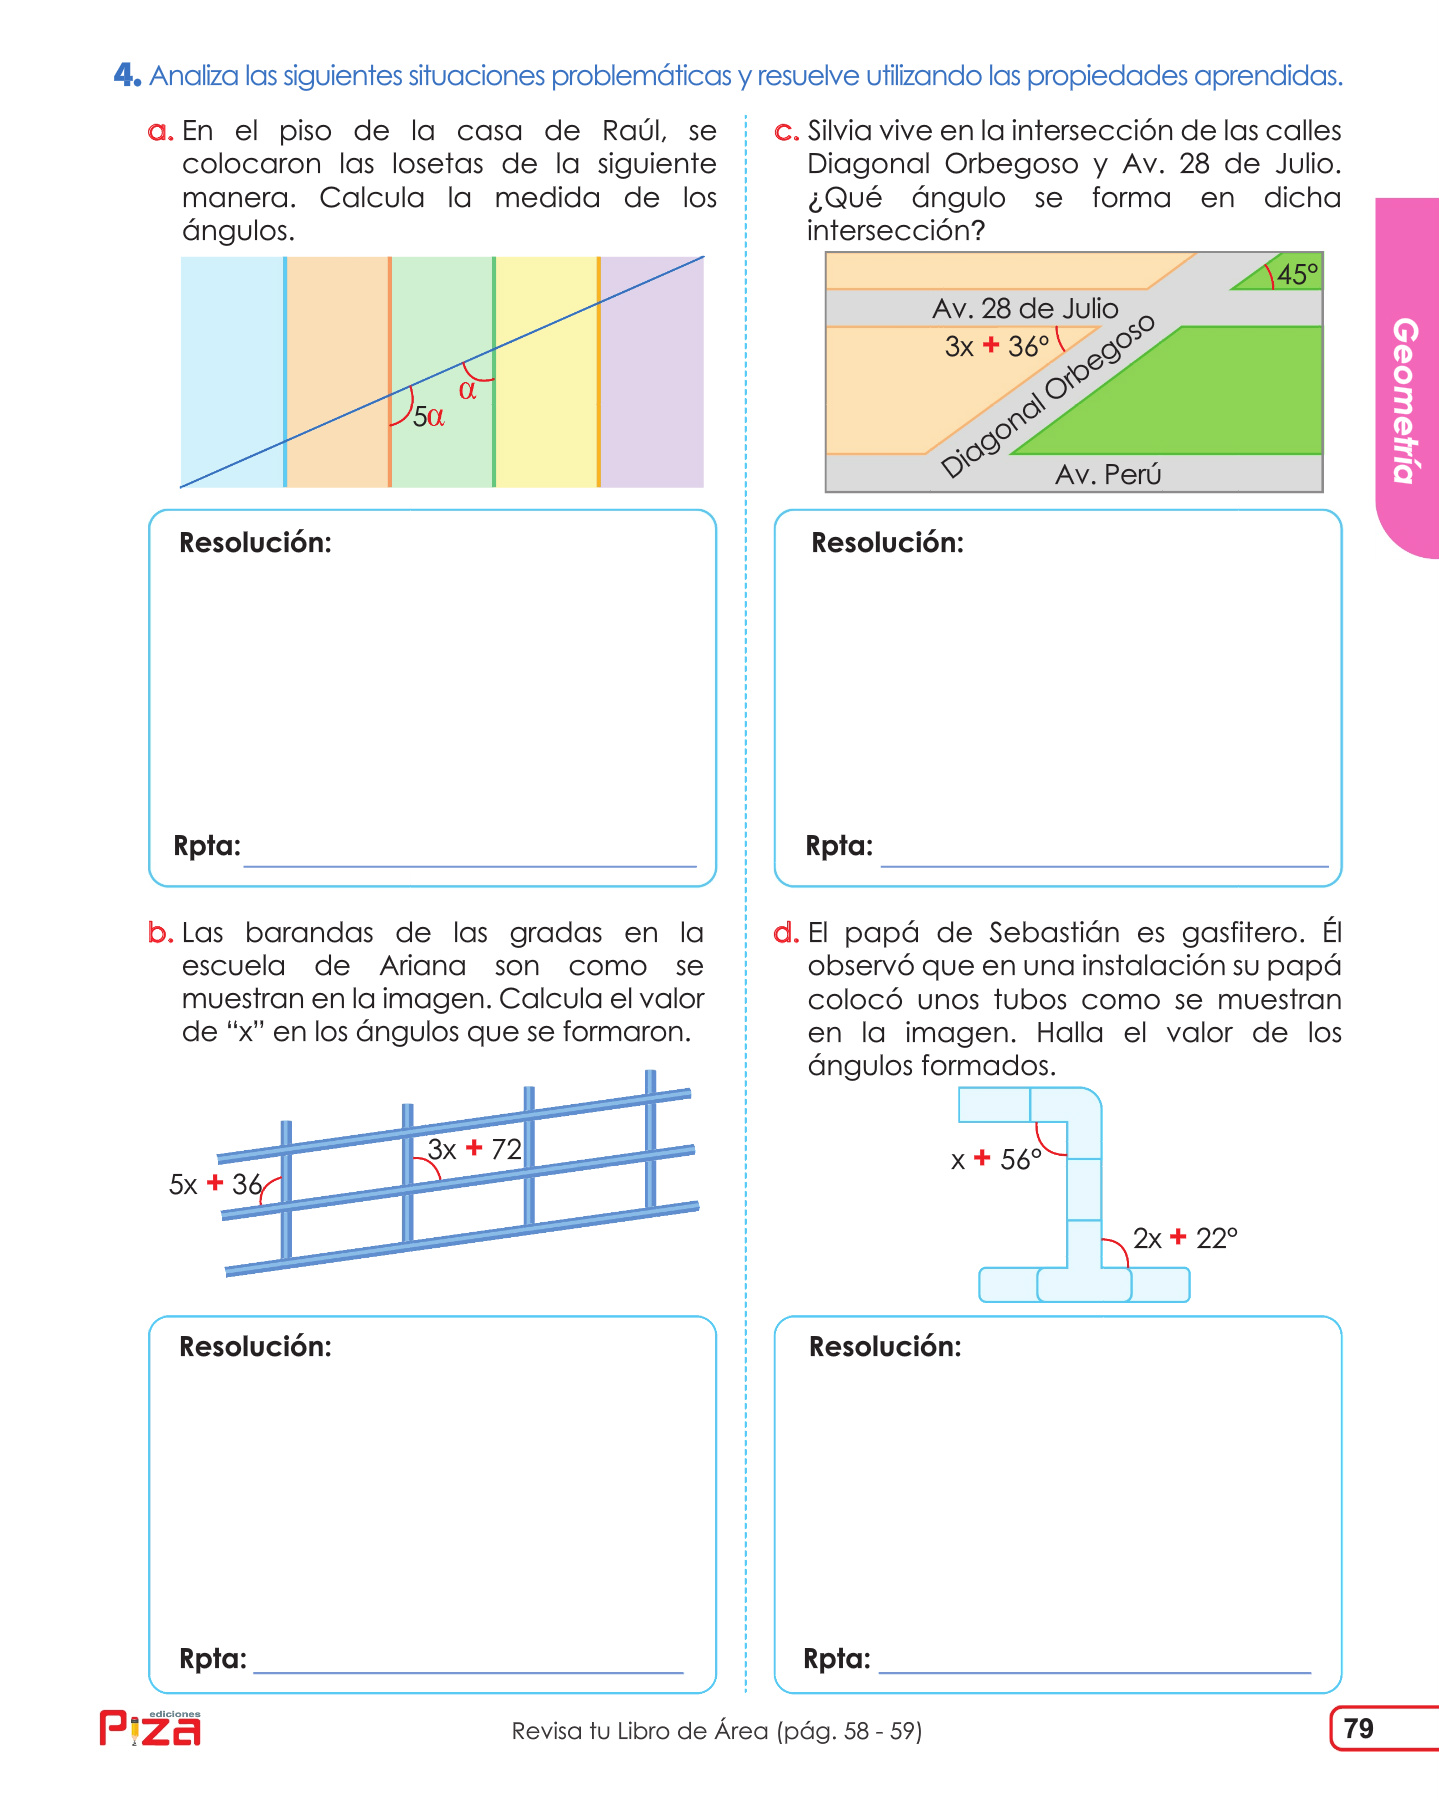 4. Analiza las siguientes situaciones problemáticas y resuelve utilizando las propiedades aprendidas.
a. En el piso de la casa de Raúl, se
colocaron las losetas de la siguiente
manera. Calcula la medida de los
ángulos.
α
5α
Resolución:
Rpta:
b. Las barandas de las gradas en la
escuela de Ariana son como se
muestran en la imagen. Calcula el valor
de “x” en los ángulos que se formaron.
3x + 72
5x + 36
Resolución:
Rpta:
c. Silvia vive en la intersección de las calles
Diagonal Orbegoso y Av. 28 de Julio.
¿Qué ángulo se forma en dicha
intersección?
45°
Av. 28 de Julio
3x + 36°
Diagonal Orbegoso
Av. Perú
Resolución:
Rpta:
d. El papá de Sebastián es gasfitero. Él
observó que en una instalación su papá
colocó unos tubos como se muestran
en la imagen. Halla el valor de los
ángulos formados.
x + 56°
2x + 22°
Resolución:
Rpta:
Geometría
ediciones
Piza
Revisa tu Libro de Área (pág. 58 - 59)
79